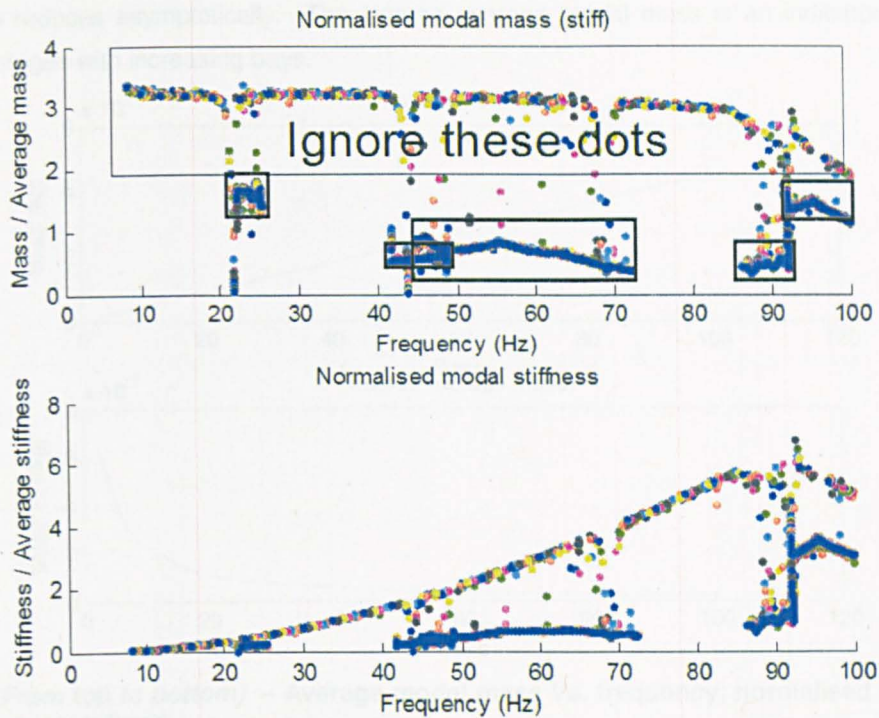 Normalised modal mass (stiff)
Mass / Average mass
4
3
2
1
0
Ignore these dots
0 10 20 30 40 50 60 70 80 90 100
Frequency (Hz)
Normalised modal stiffness
Stiffness / Average stiffness
8
6
4
2
0
0 10 20 30 40 50 60 70 80 90 100
Frequency (Hz)